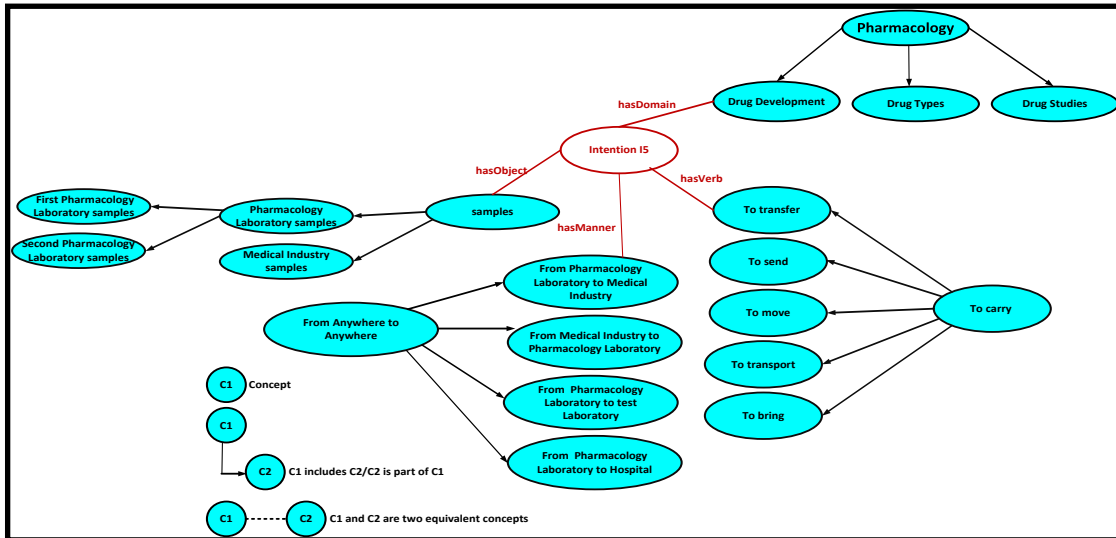 Pharmacology
Drug Development
Drug Types
Drug Studies
hasDomain
Intention I5
hasObject
hasVerb
hasManner
First Pharmacology
Laboratory samples
Second Pharmacology
Laboratory samples
Pharmacology
Laboratory samples
Medical Industry
samples
samples
To transfer
To send
To move
To transport
To bring
To carry
From Pharmacology
Laboratory to Medical
Industry
From Anywhere to
Anywhere
From Medical Industry to
Pharmacology Laboratory
From Pharmacology
Laboratory to test
Laboratory
From Pharmacology
Laboratory to Hospital
C1 Concept
C1
C2 C1 includes C2/C2 is part of C1
C1 C2 C1 and C2 are two equivalent concepts